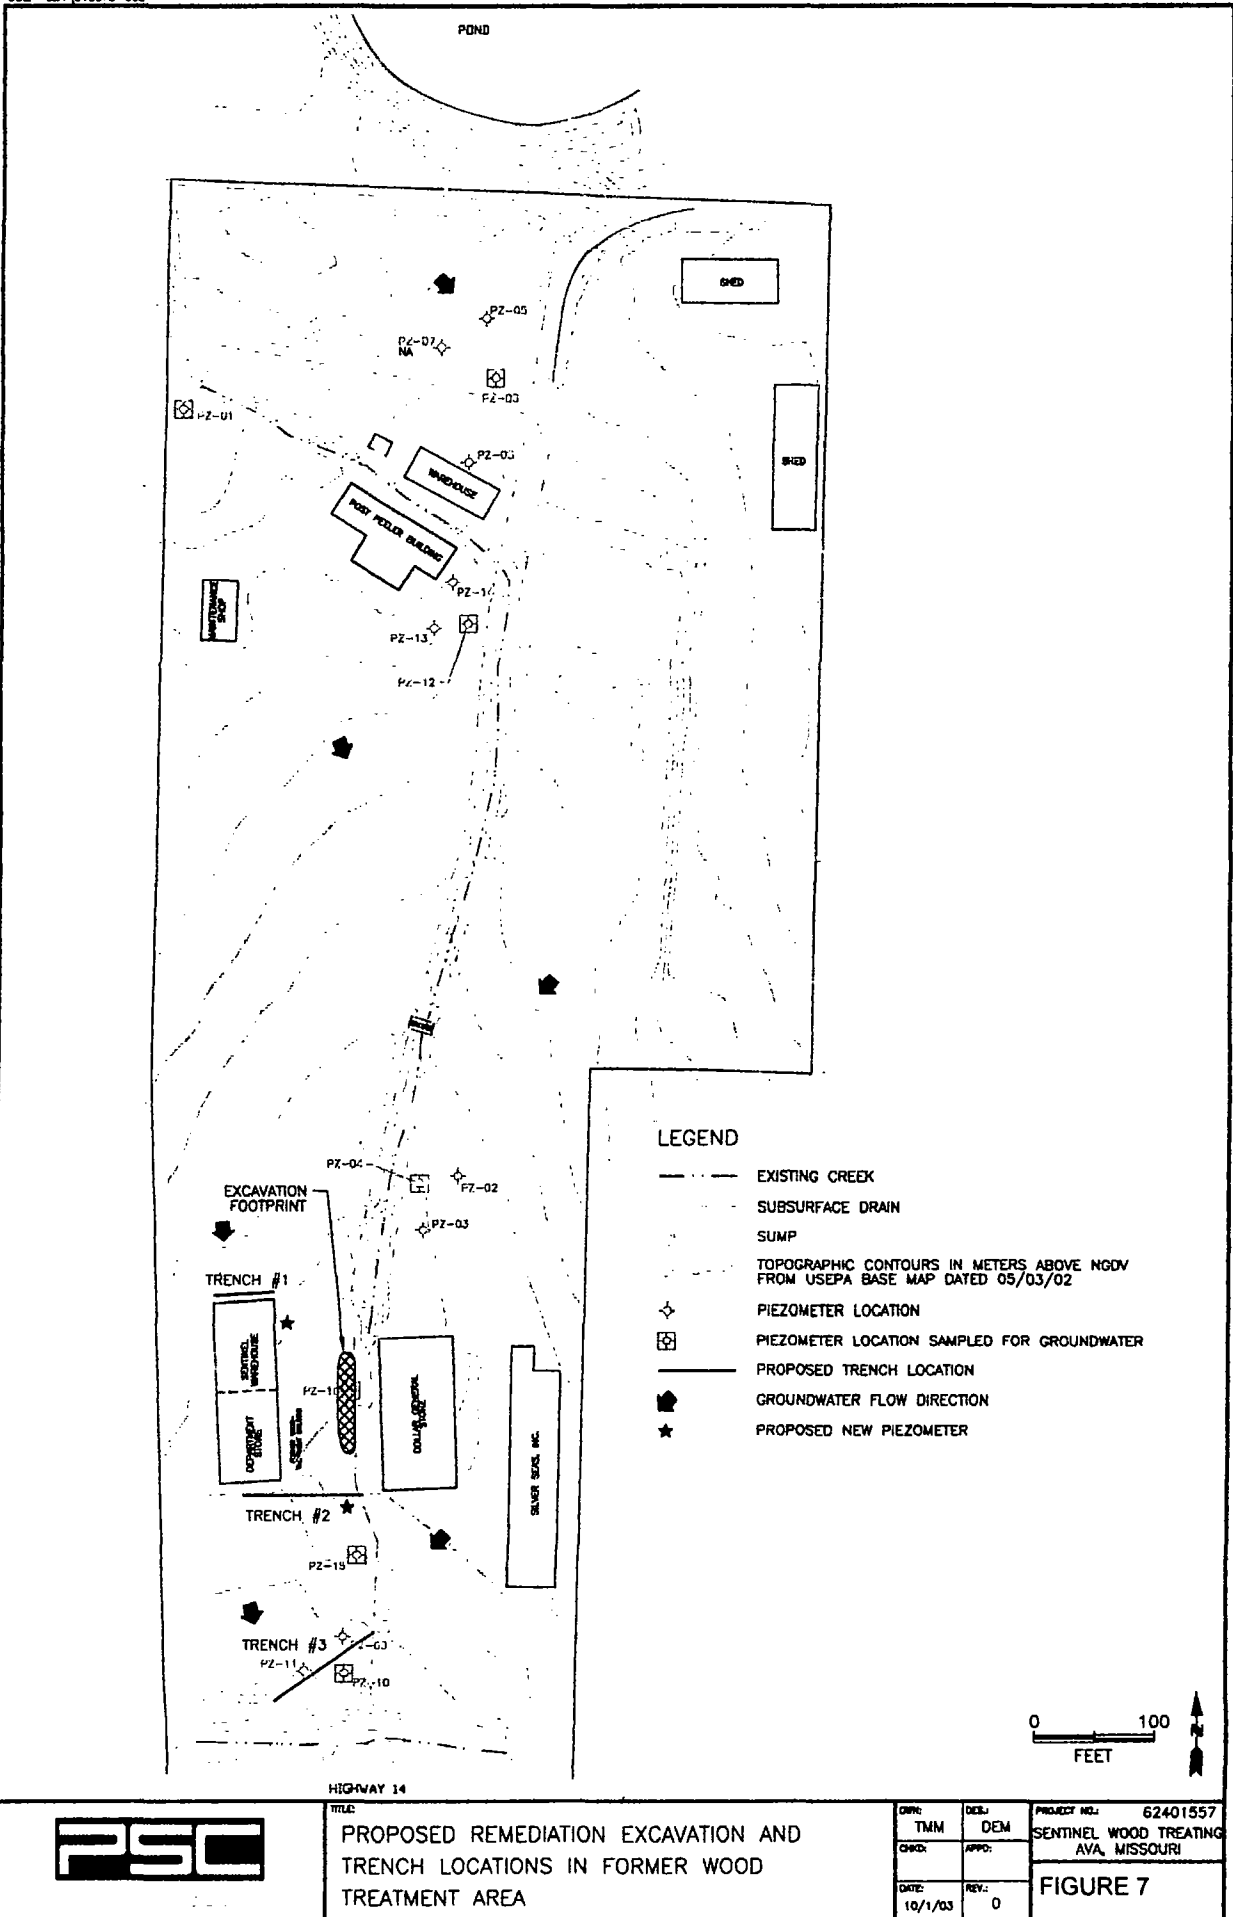 POND
SHED
PZ-05
PZ-07
NA
PZ-01
SHED
WAREHOUSE
POST PEELER BUILDING
MAINTENANCE
SHOP
PZ-13
PZ-12
PZ-04
PZ-03
EXCAVATION
FOOTPRINT
TRENCH #1
SENTINEL
WAREHOUSE
DEPARTMENT
STORE
DOLLAR GENERAL
STORE
SILVER SEAS, INC.
TRENCH #2
PZ-15
TRENCH #3
PZ-11
PZ-10
HIGHWAY 14
LEGEND
EXISTING CREEK
SUBSURFACE DRAIN
SUMP
TOPOGRAPHIC CONTOURS IN METERS ABOVE NGDV
FROM USEPA BASE MAP DATED 05/03/02
PIEZOMETER LOCATION
PIEZOMETER LOCATION SAMPLED FOR GROUNDWATER
PROPOSED TRENCH LOCATION
GROUNDWATER FLOW DIRECTION
PROPOSED NEW PIEZOMETER
0 100
FEET
N
PSC
TITLE:
PROPOSED REMEDIATION EXCAVATION AND
TRENCH LOCATIONS IN FORMER WOOD
TREATMENT AREA
DRN: TMM
DES.: DEM
CHKD:
APPD:
DATE: 10/1/03
REV.: 0
PROJECT NO.: 62401557
SENTINEL WOOD TREATING
AVA, MISSOURI
FIGURE 7